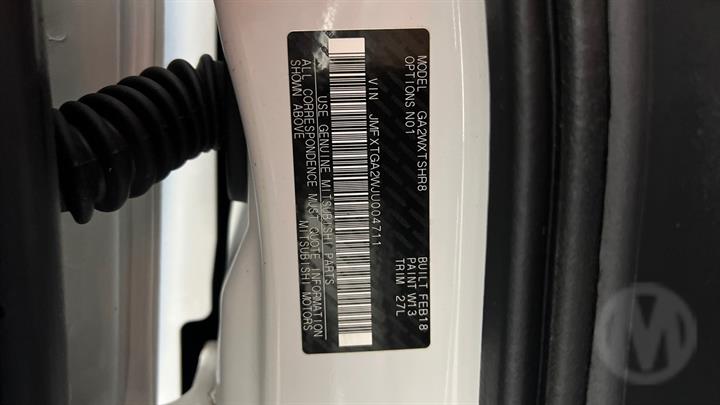 MODEL GA2WXTSHR8 BUILT FEB18
OPTIONS N01 PAINT W13
TRIM 27L
VIN JMFXTGA2WJU004711
USE GENUINE MITSUBISHI PARTS
ALL CORRESPONDENCE MUST QUOTE INFORMATION
SHOWN ABOVE MITSUBISHI MOTORS
M